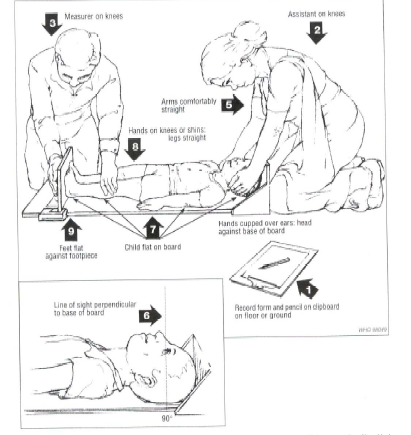 3
Measurer on knees
Assistant on knees
2
Arms comfortably
straight
5
Hands on knees or shins:
legs straight
8
9
Feet flat
against footpiece
7
Child flat on board
Hands cupped over ears: head
against base of board
1
Record form and pencil on clipboard
on floor or ground
Line of sight perpendicular
to base of board
6
90°